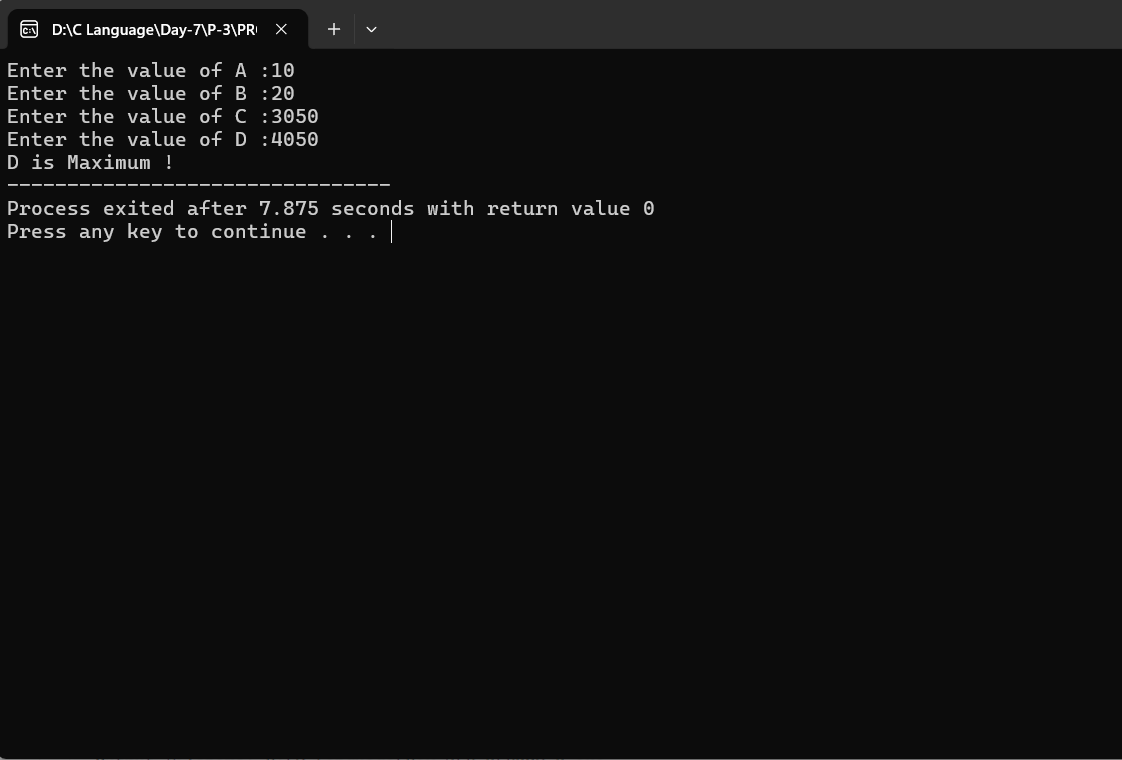 D:\C Language\Day-7\P-3\PR
Enter the value of A :10
Enter the value of B :20
Enter the value of C :3050
Enter the value of D :4050
D is Maximum !
--------------------------------
Process exited after 7.875 seconds with return value 0
Press any key to continue . . .